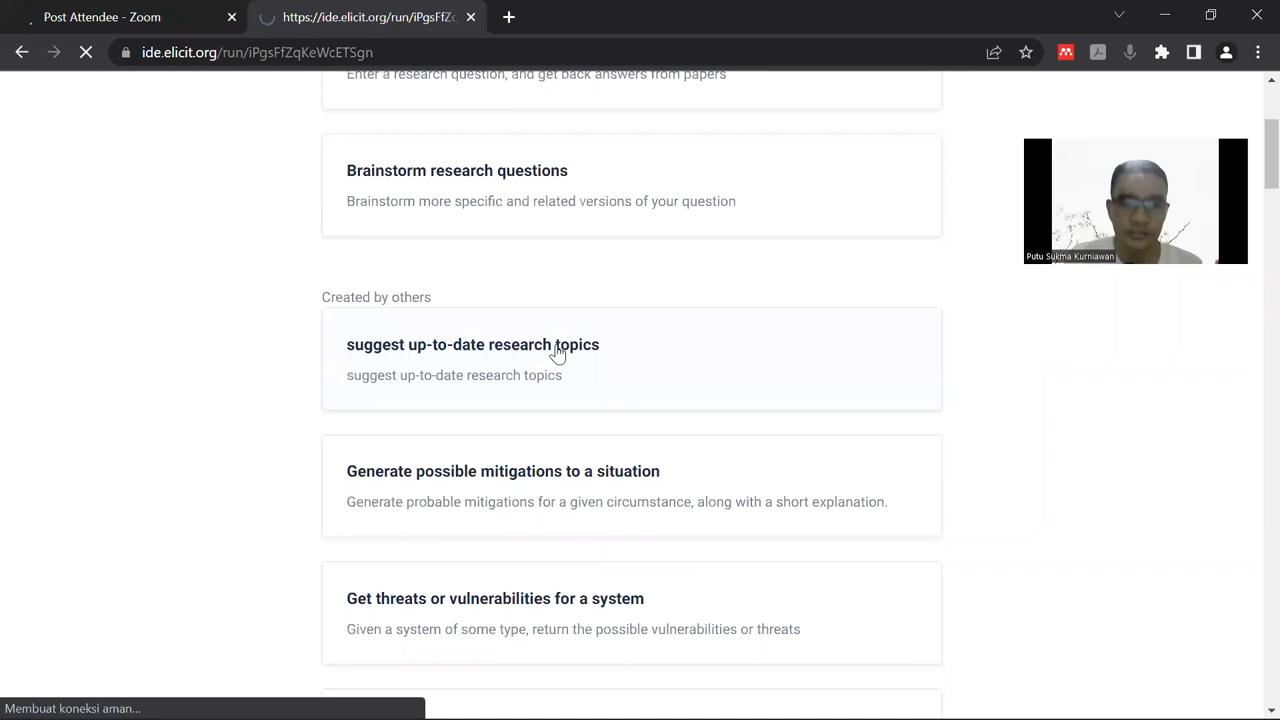 Post Attendee - Zoom
https://ide.elicit.org/run/iPgsFfZc
ide.elicit.org/run/iPgsFfZqKeWcETSgn
Enter a research question, and get back answers from papers
Brainstorm research questions
Brainstorm more specific and related versions of your question
Putu Sukma Kurniawan
Created by others
suggest up-to-date research topics
suggest up-to-date research topics
Generate possible mitigations to a situation
Generate probable mitigations for a given circumstance, along with a short explanation.
Get threats or vulnerabilities for a system
Given a system of some type, return the possible vulnerabilities or threats
Membuat koneksi aman...